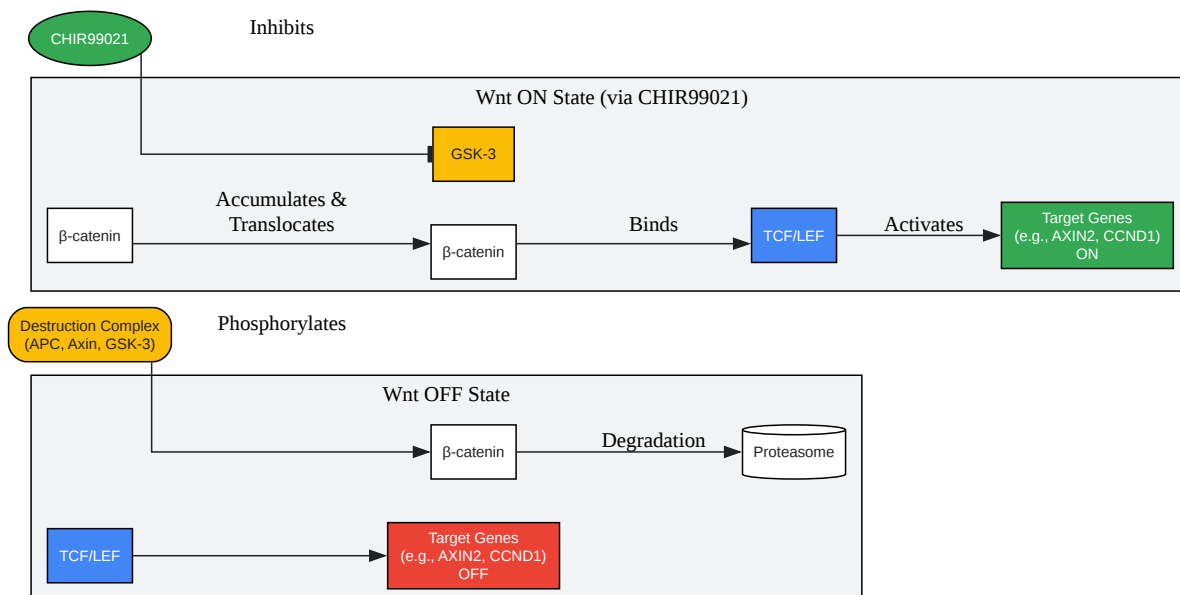 CHIR99021
Inhibits
Wnt ON State (via CHIR99021)
GSK-3
Accumulates &
Translocates
β-catenin
β-catenin
Binds
TCF/LEF
Activates
Target Genes
(e.g., AXIN2, CCND1)
ON
Destruction Complex
(APC, Axin, GSK-3)
Phosphorylates
Wnt OFF State
β-catenin
Degradation
Proteasome
TCF/LEF
Target Genes
(e.g., AXIN2, CCND1)
OFF